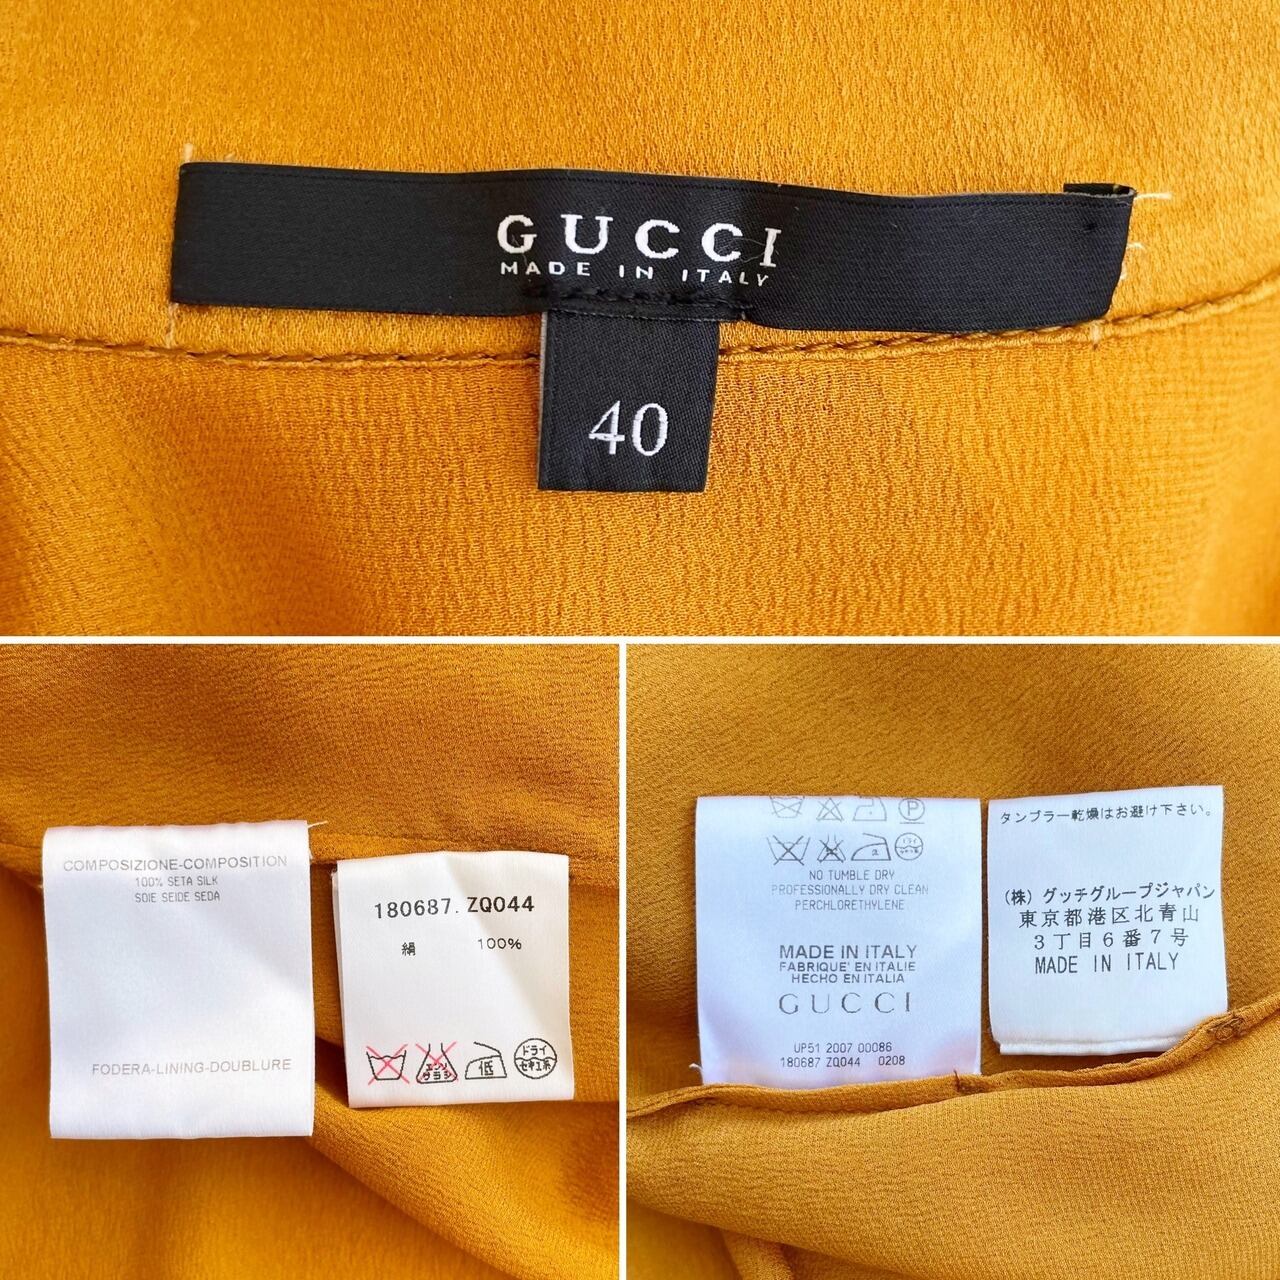 GUCCI
MADE IN ITALY
40
COMPOSIZIONE-COMPOSITION
100% SETA SILK
SOIE SEIDE SEDA
FODERA-LINING-DOUBLURE
180687. ZQ044
絹 100%
エンソ
サラシ
低
ドライ
セキユ系
P
2
ドライ
NO TUMBLE DRY
PROFESSIONALLY DRY CLEAN
PERCHLORETHYLENE
MADE IN ITALY
FABRIQUE' EN ITALIE
HECHO EN ITALIA
GUCCI
UP51 2007 00086
180687 ZQ044 0208
タンブラー乾燥はお避け下さい。
(株) グッチグループジャパン
東京都港区北青山
3丁目6番7号
MADE IN ITALY